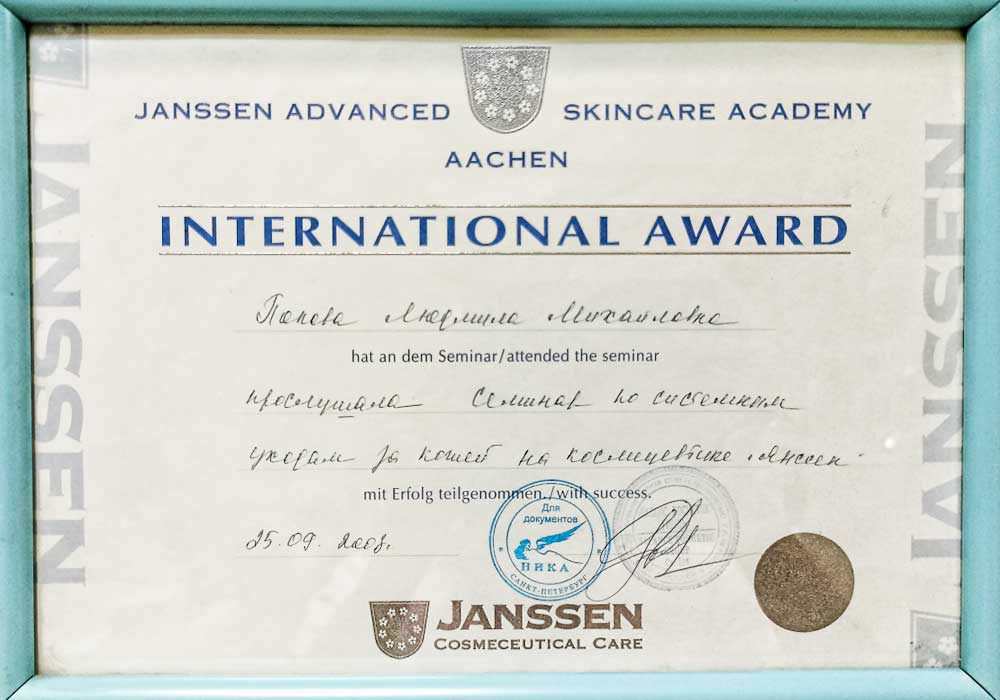 JANSSEN ADVANCED SKINCARE ACADEMY
AACHEN
INTERNATIONAL AWARD
Попова Людмила Михайловна
hat an dem Seminar/attended the seminar
прослушала Семинар по системным
уходам за кожей на космецевтике "Янссен"
mit Erfolg teilgenommen./with success.
Для
документов
НИКА
САНКТ-ПЕТЕРБУРГ
25.09. 2008г.
JANSSEN
COSMECEUTICAL CARE
JANSSEN
JANSSEN